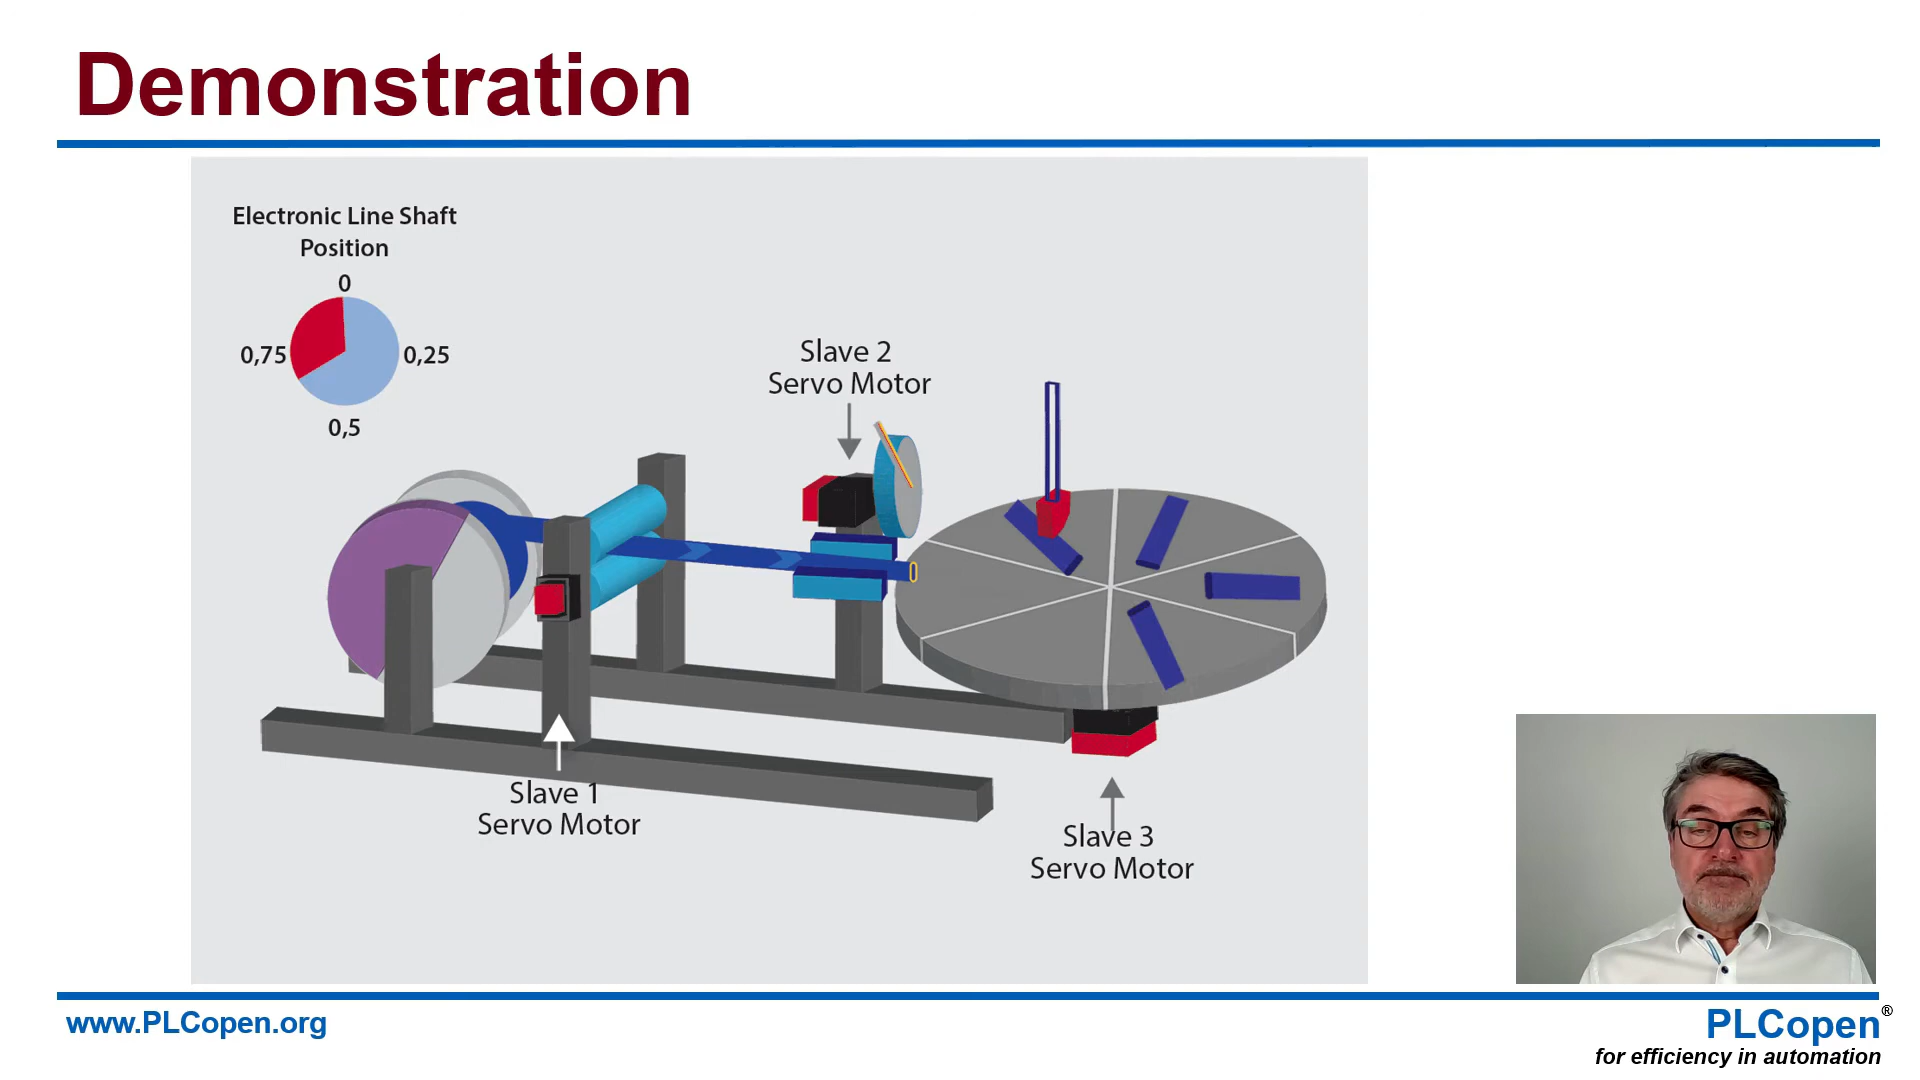 Demonstration
Electronic Line Shaft
Position
0
0,75
0,25
0,5
Slave 2
Servo Motor
Slave 1
Servo Motor
Slave 3
Servo Motor
www.PLCopen.org
PLCopen®
for efficiency in automation